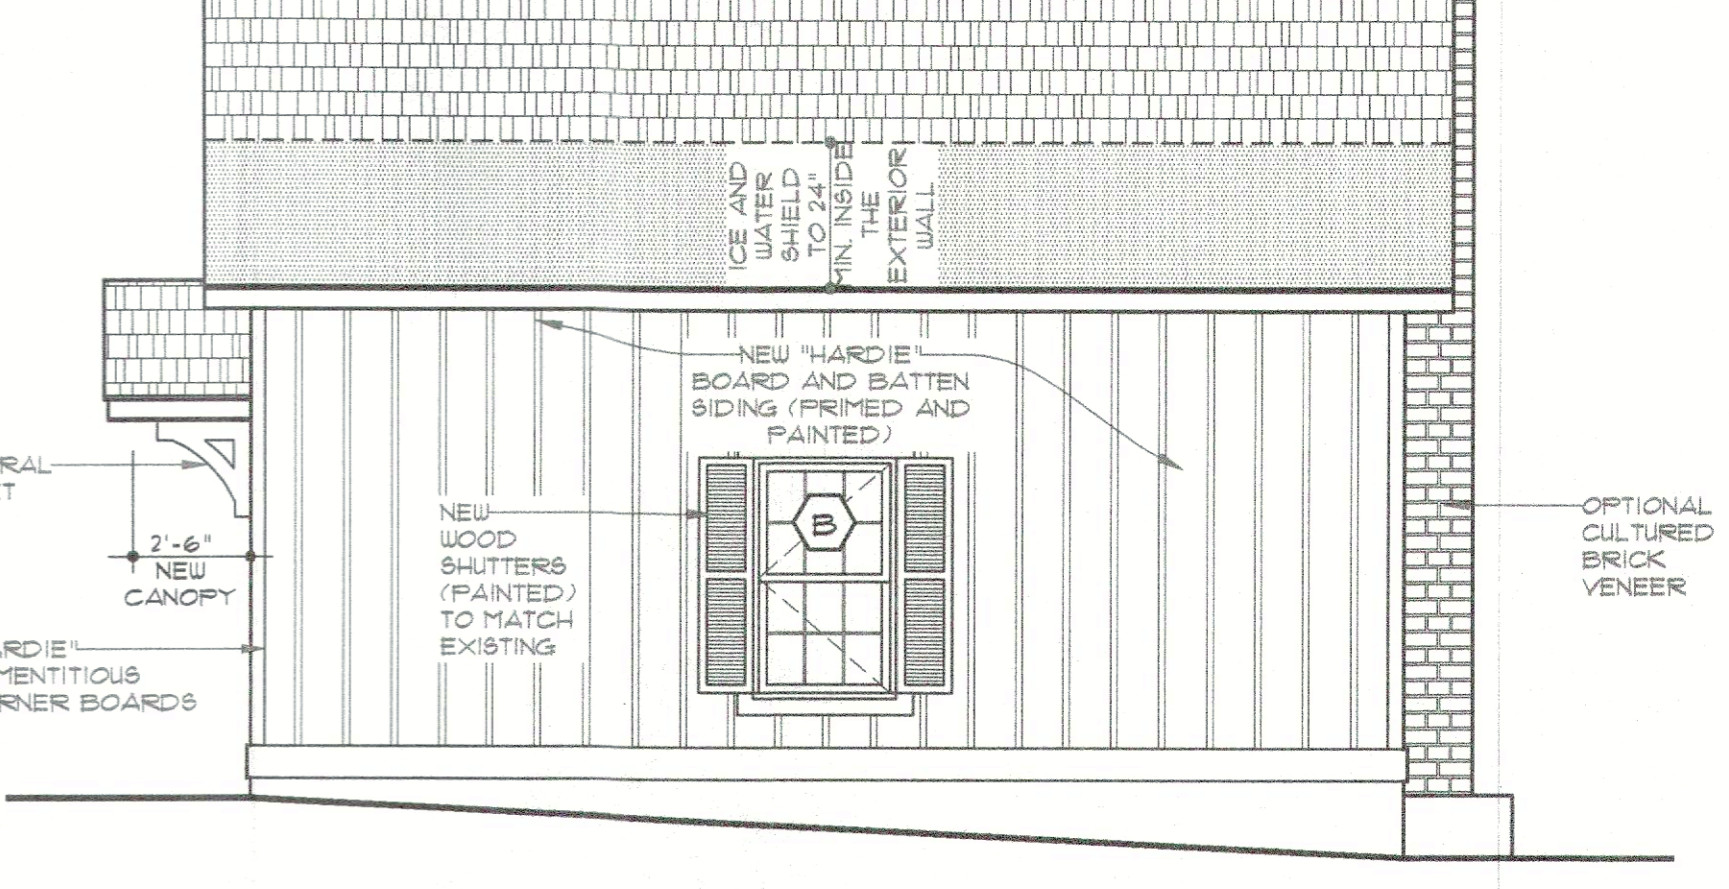 ICE AND
WATER
SHIELD
TO 24"
MIN. INSIDE
THE
EXTERIOR
WALL
NEW "HARDIE"
BOARD AND BATTEN
SIDING (PRIMED AND
PAINTED)
RAL
ET
NEW
WOOD
SHUTTERS
(PAINTED)
TO MATCH
EXISTING
B
OPTIONAL
CULTURED
BRICK
VENEER
2'-6"
NEW
CANOPY
ARDIE"
MENTITIOUS
RNER BOARDS